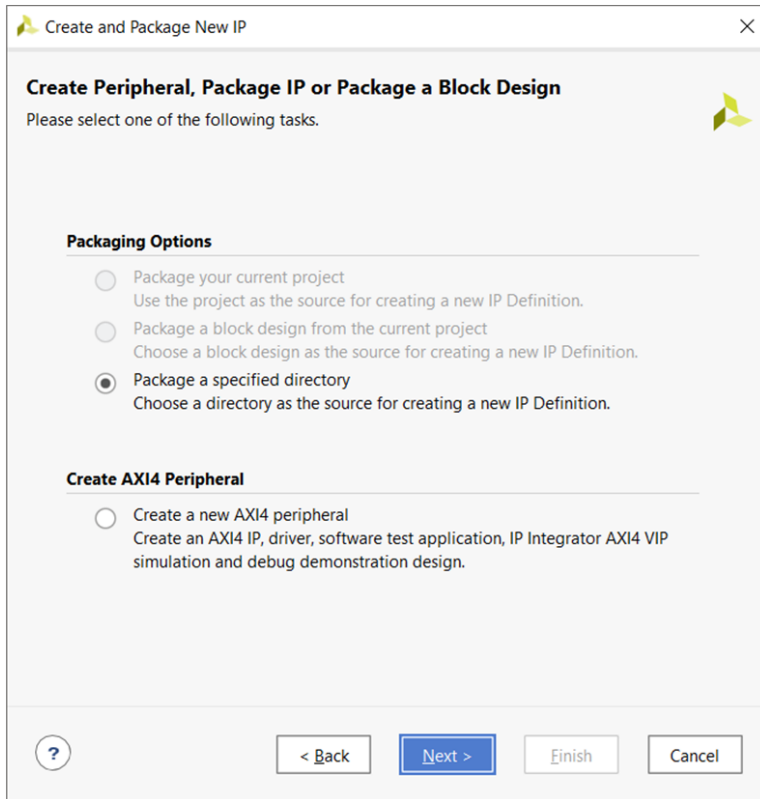 Create and Package New IP
Create Peripheral, Package IP or Package a Block Design
Please select one of the following tasks.
Packaging Options
Package your current project
Use the project as the source for creating a new IP Definition.
Package a block design from the current project
Choose a block design as the source for creating a new IP Definition.
Package a specified directory
Choose a directory as the source for creating a new IP Definition.
Create AXI4 Peripheral
Create a new AXI4 peripheral
Create an AXI4 IP, driver, software test application, IP Integrator AXI4 VIP
simulation and debug demonstration design.
? < Back Next > Finish Cancel